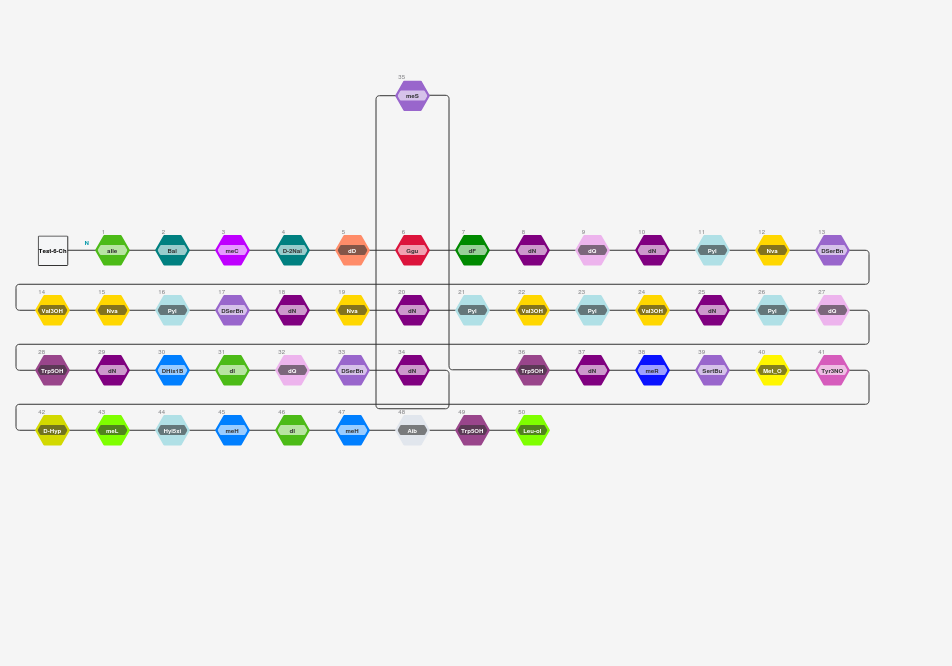 35
meS
N
1 2 3 4 5 6 7 8 9 10 11 12 13
Test-6-Ch aIle Bal meC D-2Nal dD Ggu dF dN dQ dN Pyl Nva DSerBn
14 15 16 17 18 19 20 21 22 23 24 25 26 27
Val3OH Nva Pyl DSerBn dN Nva dN Pyl Val3OH Pyl Val3OH dN Pyl dQ
28 29 30 31 32 33 34 36 37 38 39 40 41
Trp5OH dN DHis1B dI dQ DSerBn dN Trp5OH dN meR SertBu Met_O Tyr3NO
42 43 44 45 46 47 48 49 50
D-Hyp meL Hyl5xi meH dI meH Aib Trp5OH Leu-ol